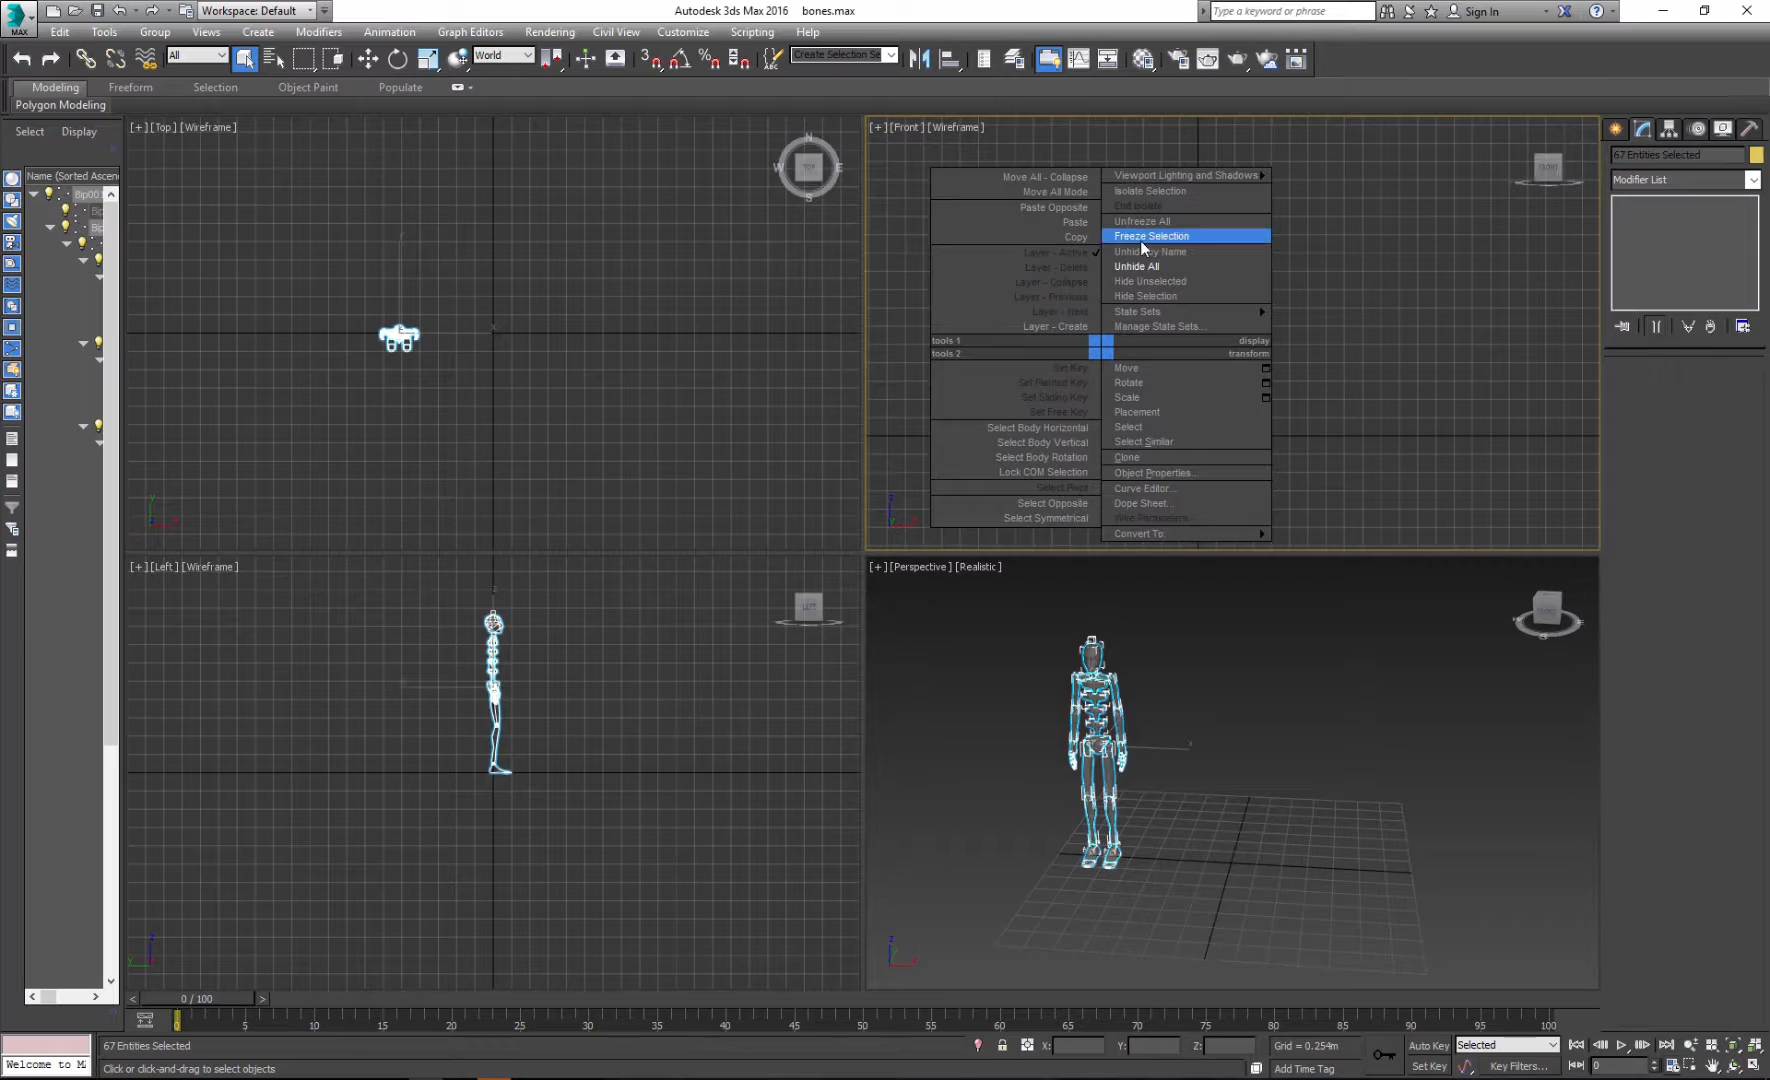 MAX
Workspace: Default
Autodesk 3ds Max 2016 bones.max
Type a keyword or phrase
Sign In
Edit Tools Group Views Create Modifiers Animation Graph Editors Rendering Civil View Customize Scripting Help
All
World
3
Create Selection Se
Modeling Freeform Selection Object Paint Populate
Polygon Modeling
Select Display
Name (Sorted Ascen
Bip001
[+] [Top] [Wireframe]
N
W TOP E
S
[+] [Front] [Wireframe]
FRONT
Move All - Collapse
Move All Mode
Paste Opposite
Paste
Copy
Layer - Active
Layer - Delete
Layer - Collapse
Layer - Previous
Layer - Next
Layer - Create
tools 1
tools 2
Set Key
Set Planted Key
Set Sliding Key
Set Free Key
Select Body Horizontal
Select Body Vertical
Select Body Rotation
Lock COM Selection
Select Pivot
Select Opposite
Select Symmetrical
Viewport Lighting and Shadows
Isolate Selection
End Isolate
Unfreeze All
Freeze Selection
Unhide by Name
Unhide All
Hide Unselected
Hide Selection
State Sets
Manage State Sets...
display
transform
Move
Rotate
Scale
Placement
Select
Select Similar
Clone
Object Properties...
Curve Editor...
Dope Sheet...
Wire Parameters...
Convert To:
67 Entities Selected
Modifier List
[+] [Left] [Wireframe]
LEFT
[+] [Perspective] [Realistic]
FRONT
0 / 100
0 5 10 15 20 25 30 35 40 45 50 55 60 65 70 75 80 85 90 95 100
67 Entities Selected
X: Y: Z:
Grid = 0.254m
Auto Key
Selected
Welcome to M
Click or click-and-drag to select objects
Add Time Tag
Set Key
Key Filters...
0